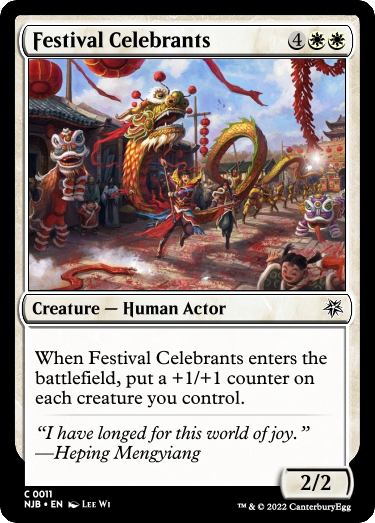 Festival Celebrants 4
Creature — Human Actor
When Festival Celebrants enters the
battlefield, put a +1/+1 counter on
each creature you control.
“I have longed for this world of joy.”
—Heping Mengyiang
2/2
C 0011
NJB • EN Lee Wi
™ & © 2022 CanterburyEgg